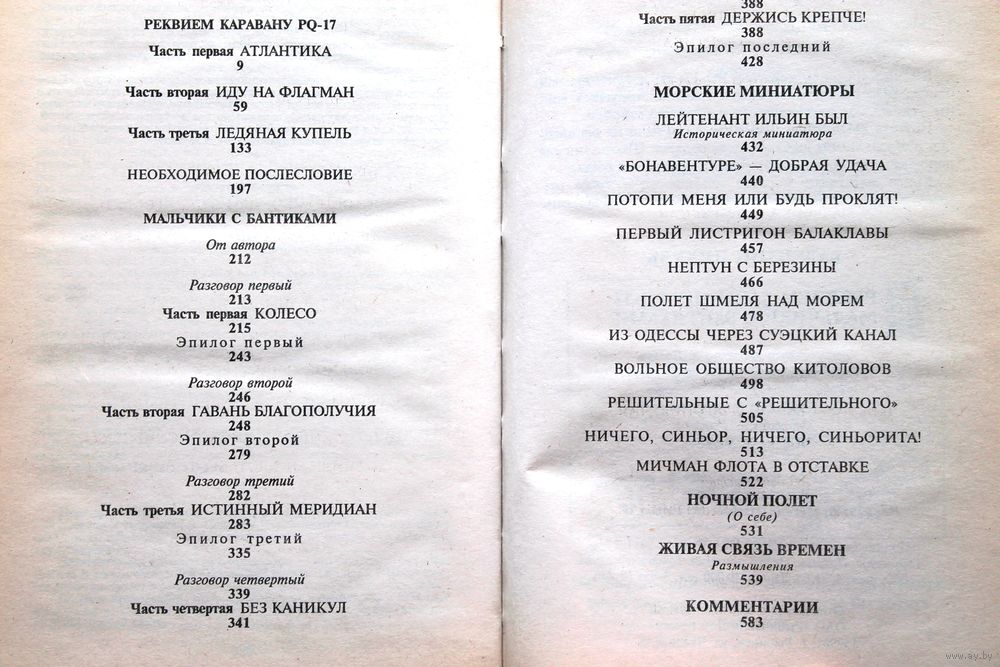 РЕКВИЕМ КАРАВАНУ PQ-17
Часть первая АТЛАНТИКА
9
Часть вторая ИДУ НА ФЛАГМАН
59
Часть третья ЛЕДЯНАЯ КУПЕЛЬ
133
НЕОБХОДИМОЕ ПОСЛЕСЛОВИЕ
197
МАЛЬЧИКИ С БАНТИКАМИ
От автора
212
Разговор первый
213
Часть первая КОЛЕСО
215
Эпилог первый
243
Разговор второй
246
Часть вторая ГАВАНЬ БЛАГОПОЛУЧИЯ
248
Эпилог второй
279
Разговор третий
282
Часть третья ИСТИННЫЙ МЕРИДИАН
283
Эпилог третий
335
Разговор четвертый
339
Часть четвертая БЕЗ КАНИКУЛ
341
388
Часть пятая ДЕРЖИСЬ КРЕПЧЕ!
388
Эпилог последний
428
МОРСКИЕ МИНИАТЮРЫ
ЛЕЙТЕНАНТ ИЛЬИН БЫЛ
Историческая миниатюра
432
«БОНАВЕНТУРЕ» — ДОБРАЯ УДАЧА
440
ПОТОПИ МЕНЯ ИЛИ БУДЬ ПРОКЛЯТ!
449
ПЕРВЫЙ ЛИСТРИГОН БАЛАКЛАВЫ
457
НЕПТУН С БЕРЕЗИНЫ
466
ПОЛЕТ ШМЕЛЯ НАД МОРЕМ
478
ИЗ ОДЕССЫ ЧЕРЕЗ СУЭЦКИЙ КАНАЛ
487
ВОЛЬНОЕ ОБЩЕСТВО КИТОЛОВОВ
498
РЕШИТЕЛЬНЫЕ С «РЕШИТЕЛЬНОГО»
505
НИЧЕГО, СИНЬОР, НИЧЕГО, СИНЬОРИТА!
513
МИЧМАН ФЛОТА В ОТСТАВКЕ
522
НОЧНОЙ ПОЛЕТ
(О себе)
531
ЖИВАЯ СВЯЗЬ ВРЕМЕН
Размышления
539
КОММЕНТАРИИ
583
www.ay.by